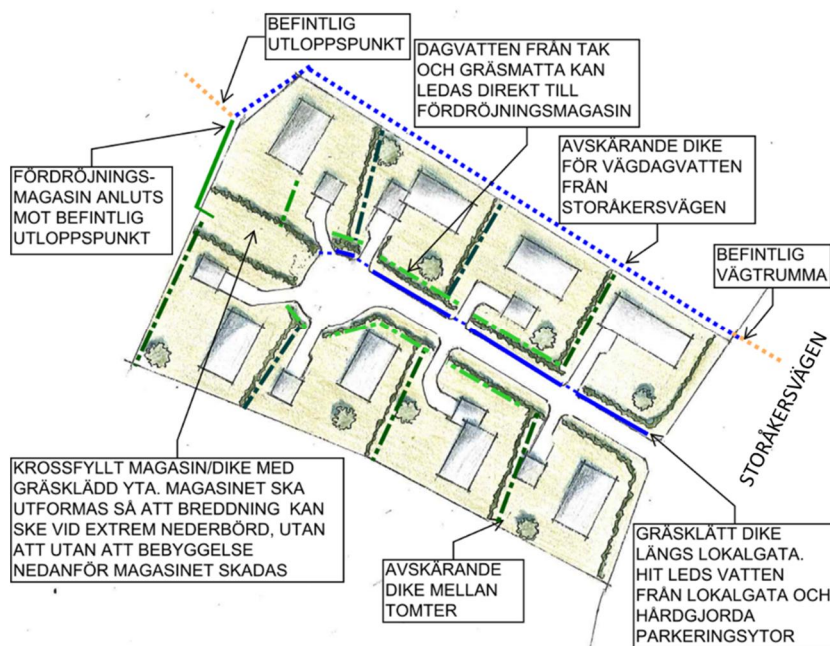 BEFINTLIG
UTLOPPSPUNKT
DAGVATTEN FRÅN TAK
OCH GRÄSMATTA KAN
LEDAS DIREKT TILL
FÖRDRÖJNINGSMAGASIN
AVSKÄRANDE DIKE
FÖR VÄGDAGVATTEN
FRÅN
STORÅKERSVÄGEN
FÖRDRÖJNINGS-
MAGASIN ANLUTS
MOT BEFINTLIG
UTLOPPSPUNKT
BEFINTLIG
VÄGTRUMMA
STORÅKERSVÄGEN
KROSSFYLLT MAGASIN/DIKE MED
GRÄSKLÄDD YTA. MAGASINET SKA
UTFORMAS SÅ ATT BREDDNING KAN
SKE VID EXTREM NEDERBÖRD, UTAN
ATT UTAN ATT BEBYGGELSE
NEDANFÖR MAGASINET SKADAS
AVSKÄRANDE
DIKE MELLAN
TOMTER
GRÄSKLÄTT DIKE
LÄNGS LOKALGATA.
HIT LEDS VATTEN
FRÅN LOKALGATA OCH
HÅRDGJORDA
PARKERINGSYTOR